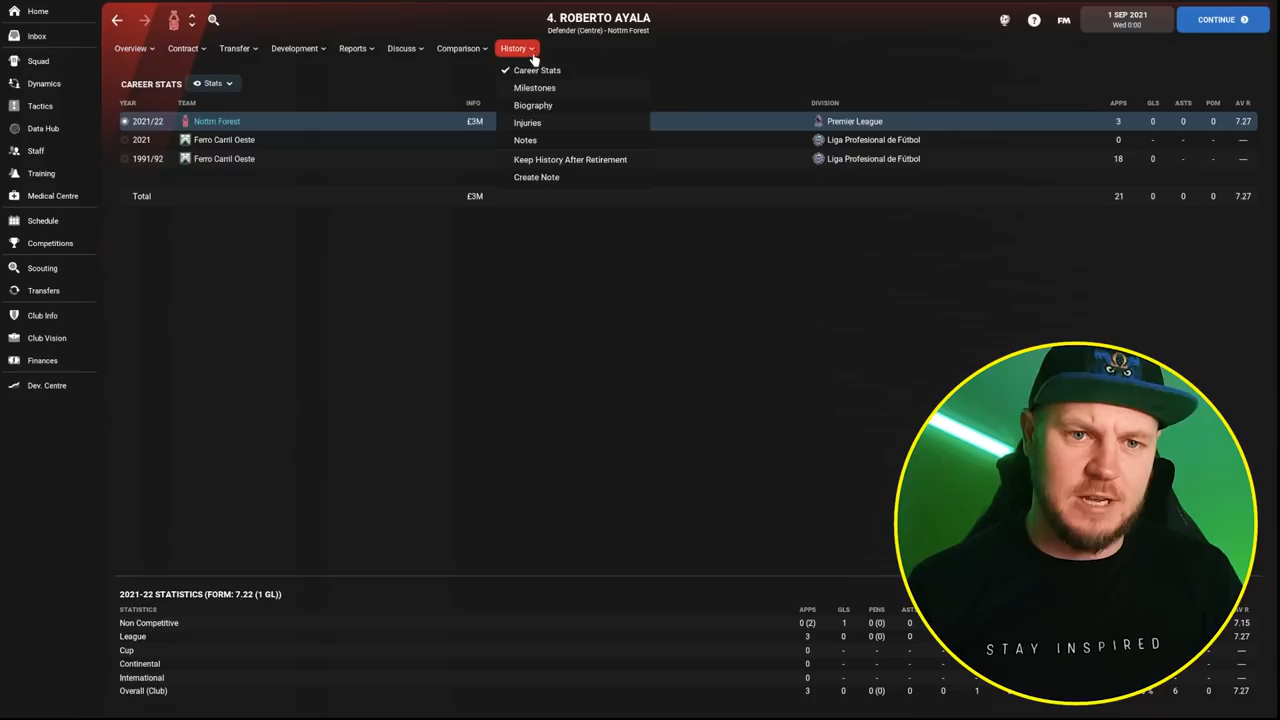 Home
Inbox
Squad
Dynamics
Tactics
Data Hub
Staff
Training
Medical Centre
Schedule
Competitions
Scouting
Transfers
Club Info
Club Vision
Finances
Dev. Centre
4. ROBERTO AYALA
Defender (Centre) - Nottm Forest
FM
1 SEP 2021
Wed 0:00
CONTINUE
Overview Contract Transfer Development Reports Discuss Comparison History
Career Stats
Milestones
Biography
Injuries
Notes
Keep History After Retirement
Create Note
CAREER STATS Stats
YEAR TEAM INFO DIVISION APPS GLS ASTS POM AV R
2021/22 Nottm Forest £3M Premier League 3 0 0 0 7.27
2021 Ferro Carril Oeste Liga Profesional de Fútbol 0 - - - —
1991/92 Ferro Carril Oeste Liga Profesional de Fútbol 18 0 - - —
Total £3M 21 0 0 0 7.27
2021-22 STATISTICS (FORM: 7.22 (1 GL))
STATISTICS APPS GLS PENS AV R
Non Competitive 0 (2) 1 0 (0) 0 7.15
League 3 0 0 (0) 0 7.27
Cup 0 - - - - —
Continental 0 - - - - —
International 0 - - - - —
Overall (Club) 3 0 0 (0) 0 0 1 6 0 7.27
STAY INSPIRED